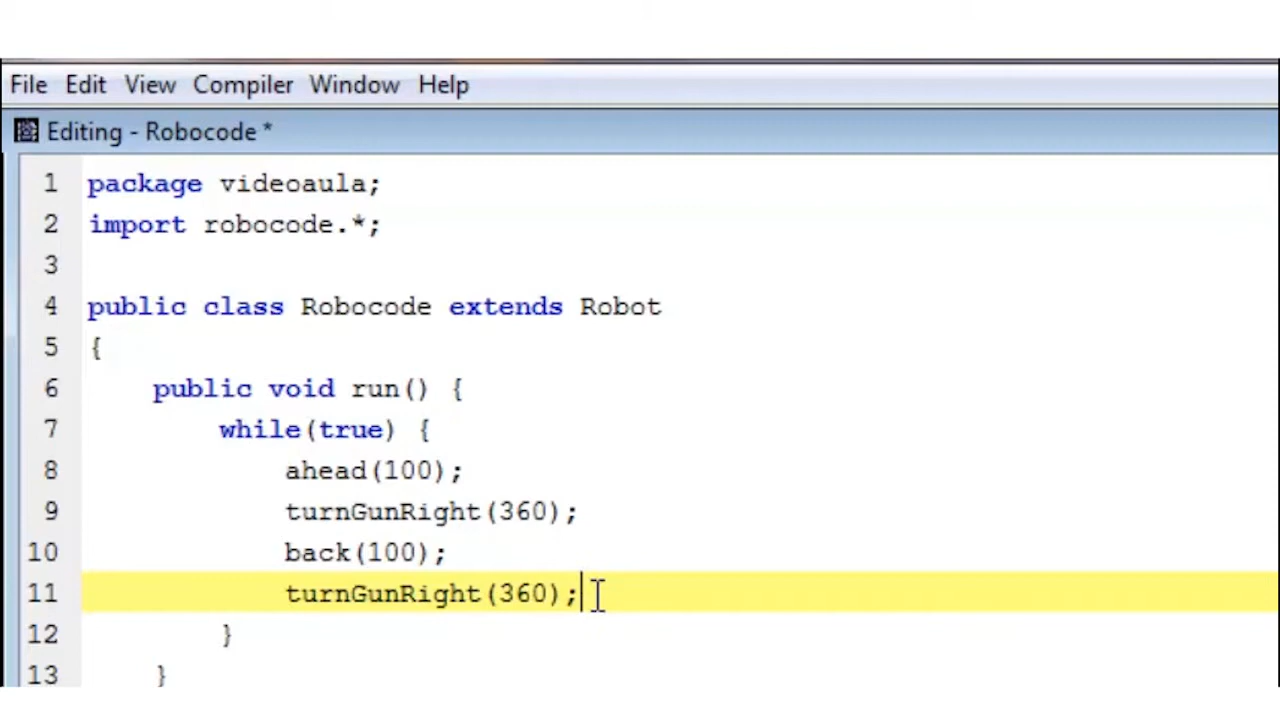 File Edit View Compiler Window Help
Editing - Robocode *
1 package videoaula;
2 import robocode.*;
3
4 public class Robocode extends Robot
5 {
6 public void run() {
7 while(true) {
8 ahead(100);
9 turnGunRight(360);
10 back(100);
11 turnGunRight(360);
12 }
13 }